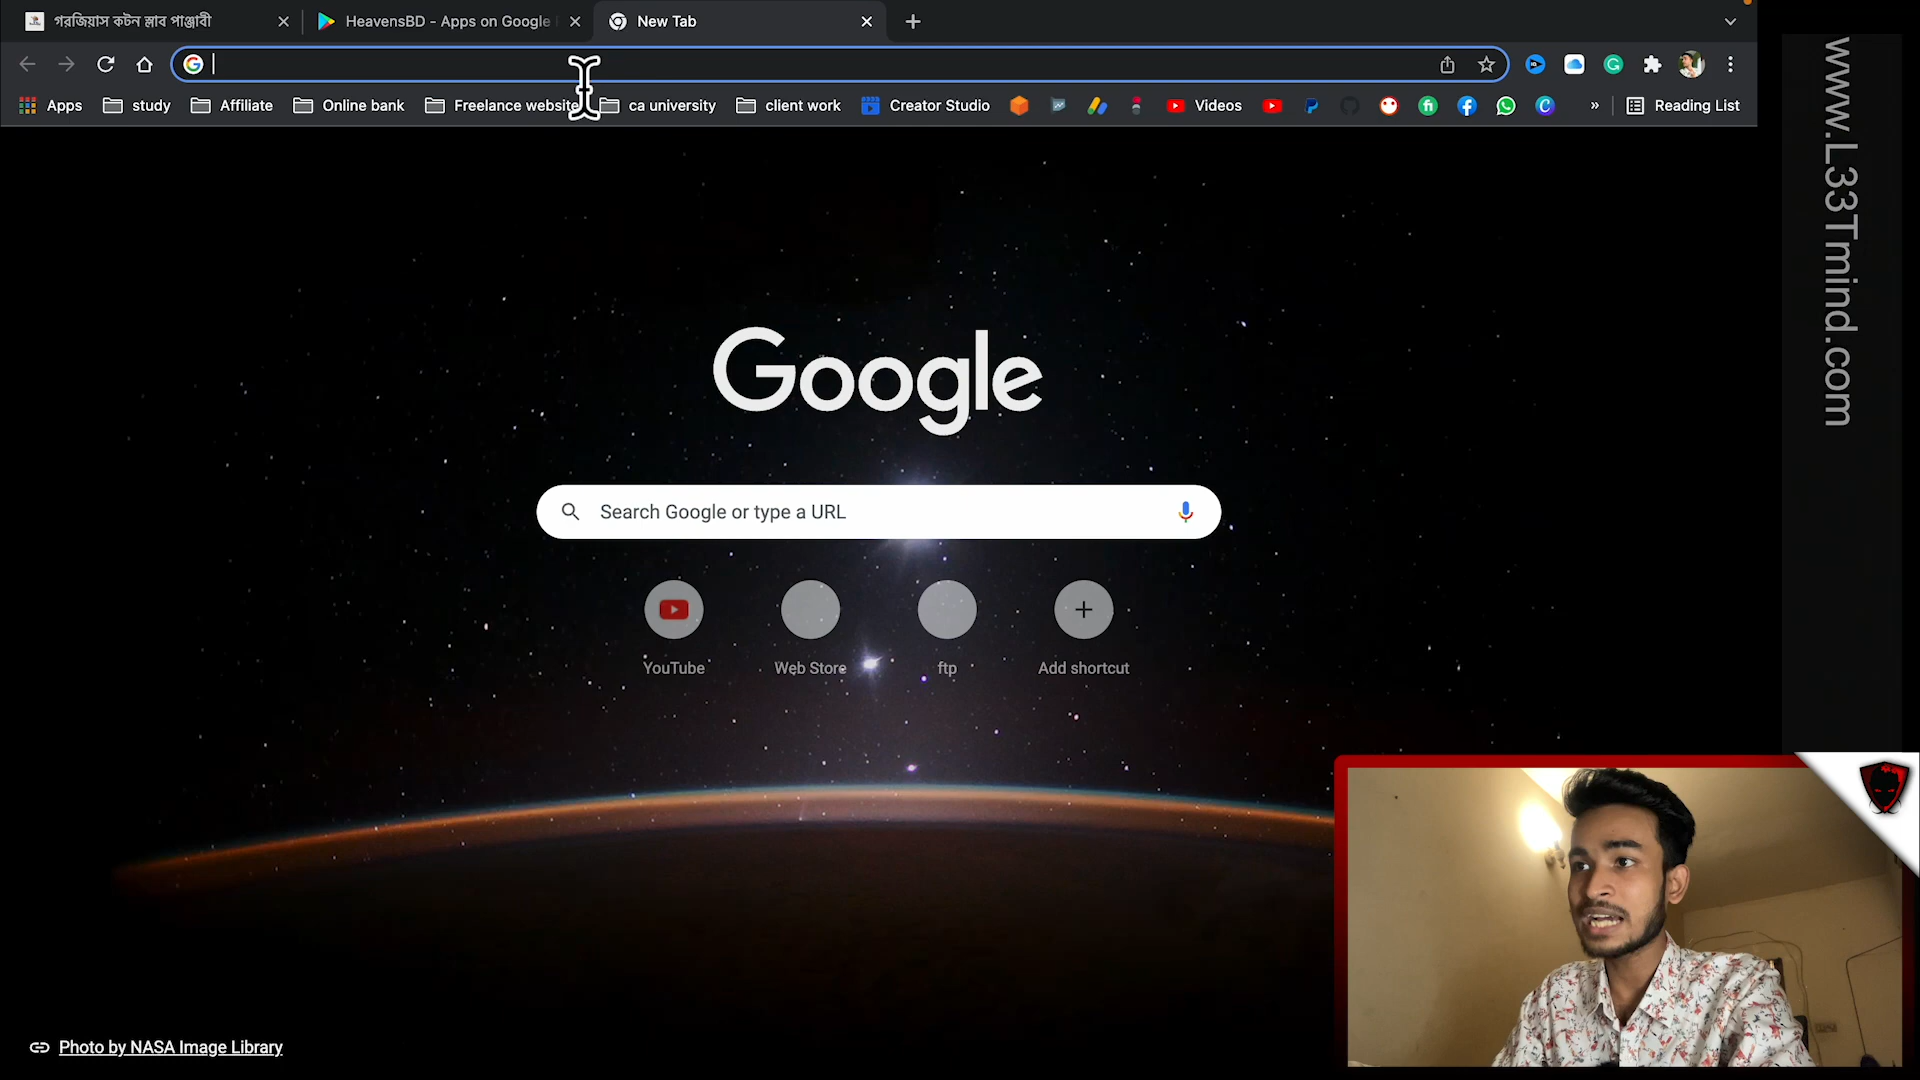 গরজিয়াস কটন স্লাব পাঞ্জাবী
HeavensBD - Apps on Google
New Tab
Apps
study
Affiliate
Online bank
Freelance website
ca university
client work
Creator Studio
Videos
Reading List
Google
Search Google or type a URL
YouTube
Web Store
ftp
Add shortcut
Photo by NASA Image Library
www.L33Tmind.com